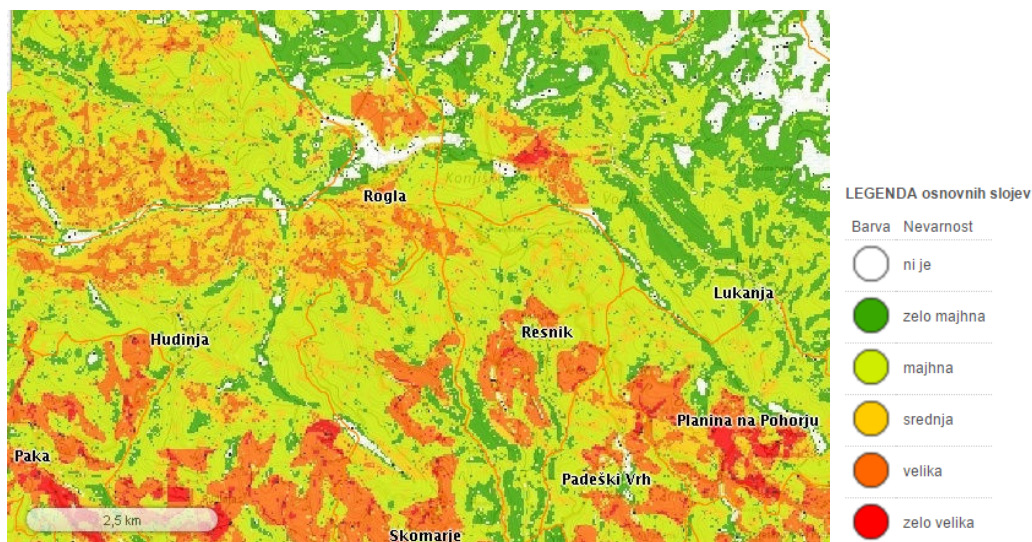 Rogla
Lukanja
Hudinja
Resnik
Planina na Pohorju
Paka
Padeški Vrh
2,5 km
Skomarje
LEGENDA osnovnih slojev
Barva Nevarnost
ni je
zelo majhna
majhna
srednja
velika
zelo velika